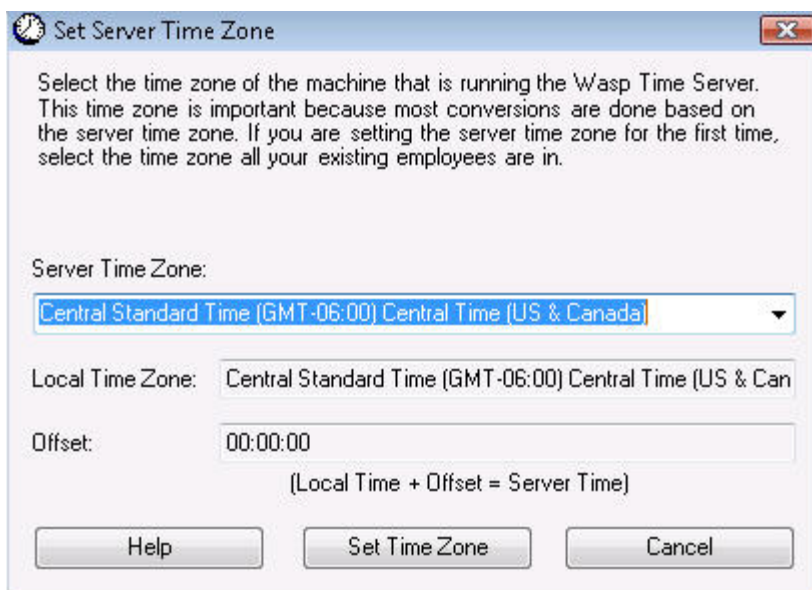 Set Server Time Zone
Select the time zone of the machine that is running the Wasp Time Server.
This time zone is important because most conversions are done based on
the server time zone. If you are setting the server time zone for the first time,
select the time zone all your existing employees are in.
Server Time Zone:
Central Standard Time (GMT-06:00) Central Time (US & Canada)
Local Time Zone: Central Standard Time (GMT-06:00) Central Time (US & Can
Offset: 00:00:00
(Local Time + Offset = Server Time)
Help Set Time Zone Cancel